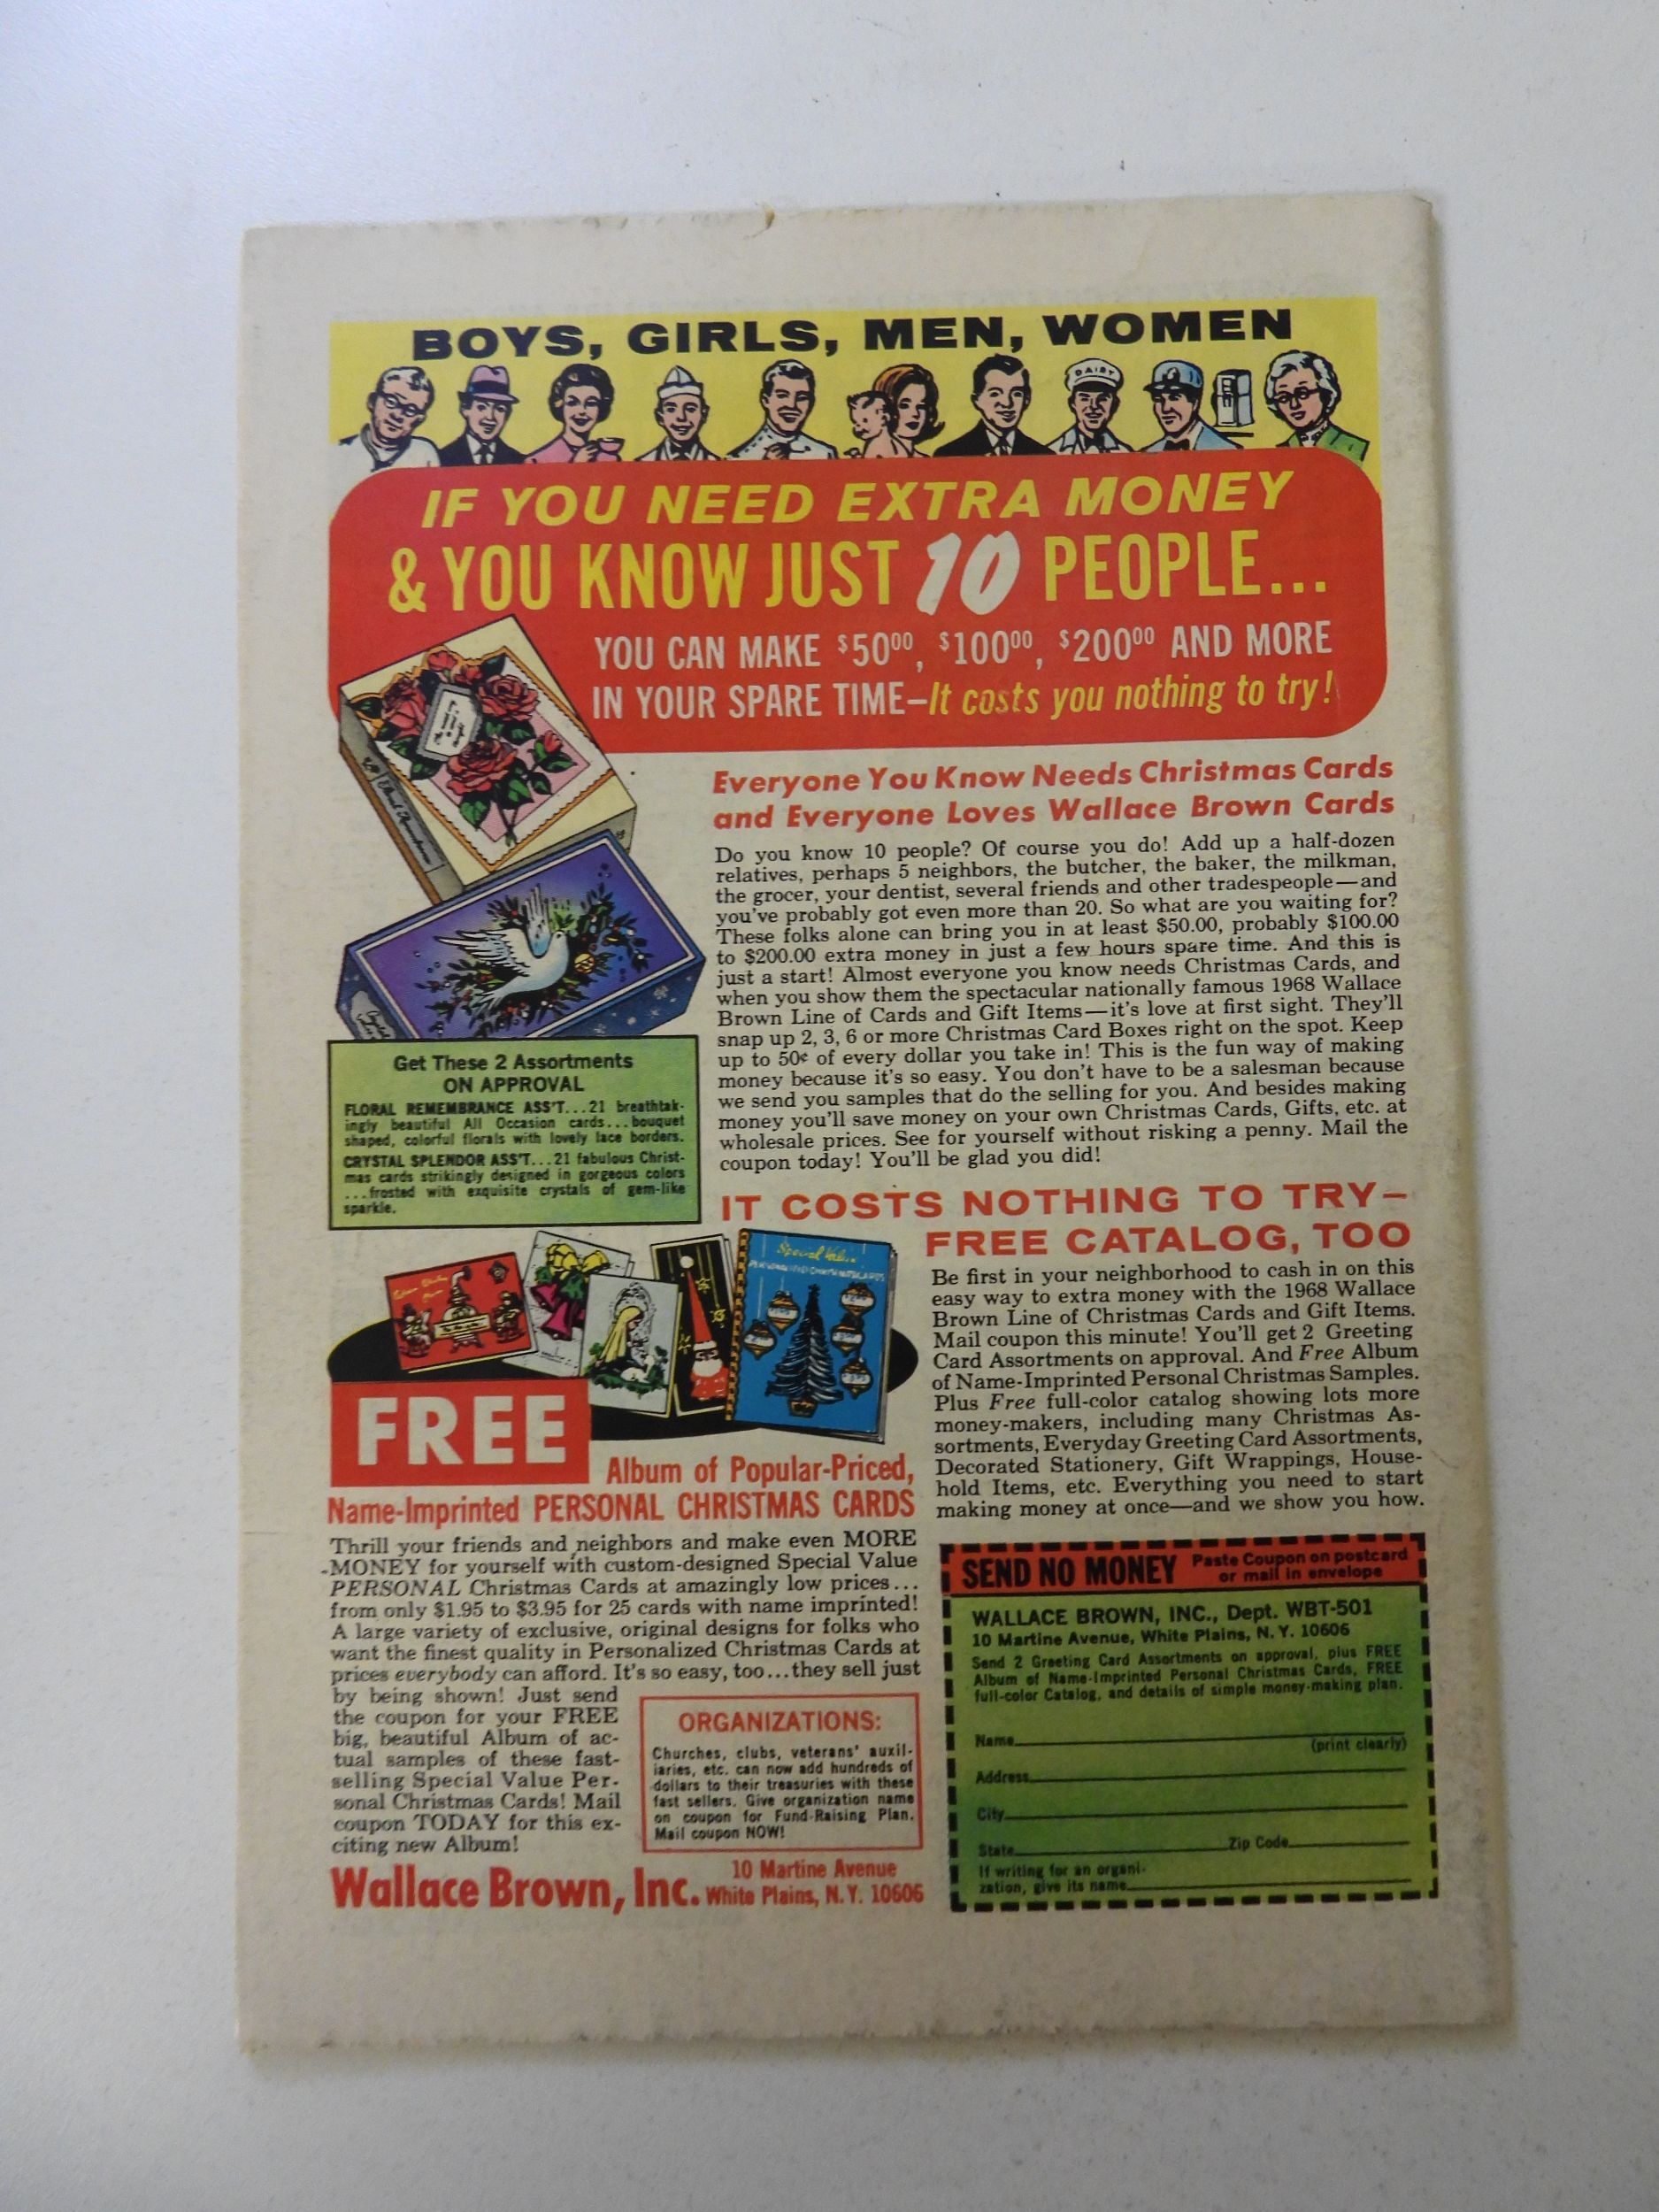 BOYS, GIRLS, MEN, WOMEN
DAIRY
IF YOU NEED EXTRA MONEY
& YOU KNOW JUST 10 PEOPLE...
YOU CAN MAKE $50⁰⁰, $100⁰⁰, $200⁰⁰ AND MORE
IN YOUR SPARE TIME—It costs you nothing to try!
Everyone You Know Needs Christmas Cards
and Everyone Loves Wallace Brown Cards
Do you know 10 people? Of course you do! Add up a half-dozen
relatives, perhaps 5 neighbors, the butcher, the baker, the milkman,
the grocer, your dentist, several friends and other tradespeople—and
you've probably got even more than 20. So what are you waiting for?
These folks alone can bring you in at least $50.00, probably $100.00
to $200.00 extra money in just a few hours spare time. And this is
just a start! Almost everyone you know needs Christmas Cards, and
when you show them the spectacular nationally famous 1968 Wallace
Brown Line of Cards and Gift Items—it's love at first sight. They'll
snap up 2, 3, 6 or more Christmas Card Boxes right on the spot. Keep
up to 50¢ of every dollar you take in! This is the fun way of making
money because it's so easy. You don't have to be a salesman because
we send you samples that do the selling for you. And besides making
money you'll save money on your own Christmas Cards, Gifts, etc. at
wholesale prices. See for yourself without risking a penny. Mail the
coupon today! You'll be glad you did!
Get These 2 Assortments
ON APPROVAL
FLORAL REMEMBRANCE ASS'T...21 breathtak-
ingly beautiful All Occasion cards...bouquet
shaped, colorful florals with lovely lace borders.
CRYSTAL SPLENDOR ASS'T...21 fabulous Christ-
mas cards strikingly designed in gorgeous colors
...frosted with exquisite crystals of gem-like
sparkle.
IT COSTS NOTHING TO TRY—
FREE CATALOG, TOO
Be first in your neighborhood to cash in on this
easy way to extra money with the 1968 Wallace
Brown Line of Christmas Cards and Gift Items.
Mail coupon this minute! You'll get 2 Greeting
Card Assortments on approval. And Free Album
of Name-Imprinted Personal Christmas Samples.
Plus Free full-color catalog showing lots more
money-makers, including many Christmas As-
sortments, Everyday Greeting Card Assortments,
Decorated Stationery, Gift Wrappings, House-
hold Items, etc. Everything you need to start
making money at once—and we show you how.
Special Value
PERSONALIZED CHRISTMAS CARDS
FREE
Album of Popular-Priced,
Name-Imprinted PERSONAL CHRISTMAS CARDS
Thrill your friends and neighbors and make even MORE
MONEY for yourself with custom-designed Special Value
PERSONAL Christmas Cards at amazingly low prices...
from only $1.95 to $3.95 for 25 cards with name imprinted!
A large variety of exclusive, original designs for folks who
want the finest quality in Personalized Christmas Cards at
prices everybody can afford. It's so easy, too...they sell just
by being shown! Just send
the coupon for your FREE
big, beautiful Album of ac-
tual samples of these fast-
selling Special Value Per-
sonal Christmas Cards! Mail
coupon TODAY for this ex-
citing new Album!
ORGANIZATIONS:
Churches, clubs, veterans' auxil-
iaries, etc. can now add hundreds of
dollars to their treasuries with these
fast sellers. Give organization name
on coupon for Fund-Raising Plan.
Mail coupon NOW!
Wallace Brown, Inc. 10 Martine Avenue
White Plains, N.Y. 10606
SEND NO MONEY Paste Coupon on postcard
or mail in envelope
WALLACE BROWN, INC., Dept. WBT-501
10 Martine Avenue, White Plains, N.Y. 10606
Send 2 Greeting Card Assortments on approval, plus FREE
Album of Name-Imprinted Personal Christmas Cards, FREE
full-color Catalog, and details of simple money-making plan.
Name
(print clearly)
Address
City
State Zip Code
If writing for an organi-
zation, give its name